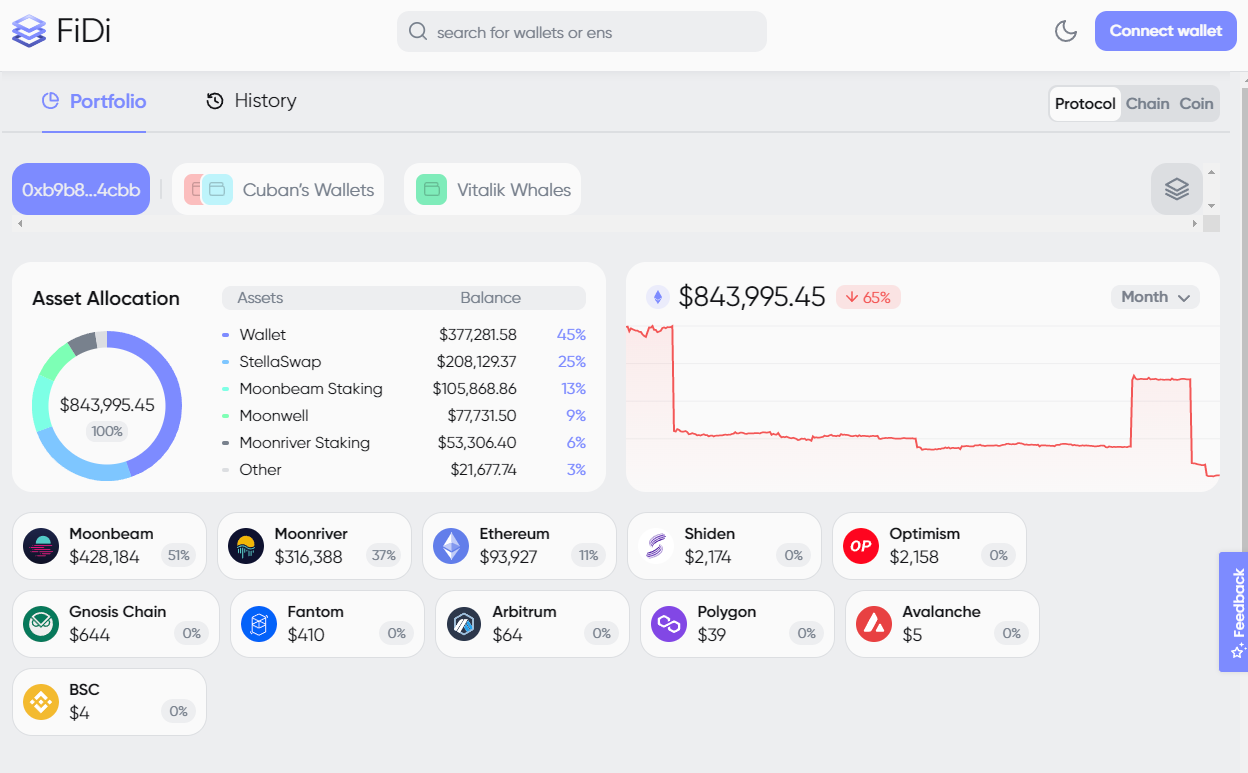 FiDi
search for wallets or ens
Connect wallet
Portfolio
History
Protocol Chain Coin
0xb9b8...4cbb
Cuban's Wallets
Vitalik Whales
Asset Allocation
$843,995.45
100%
Assets Balance
Wallet $377,281.58 45%
StellaSwap $208,129.37 25%
Moonbeam Staking $105,868.86 13%
Moonwell $77,731.50 9%
Moonriver Staking $53,306.40 6%
Other $21,677.74 3%
$843,995.45
65%
Month
Moonbeam
$428,184 51%
Moonriver
$316,388 37%
Ethereum
$93,927 11%
Shiden
$2,174 0%
OP
Optimism
$2,158 0%
Gnosis Chain
$644 0%
Fantom
$410 0%
Arbitrum
$64 0%
Polygon
$39 0%
Avalanche
$5 0%
BSC
$4 0%
Feedback